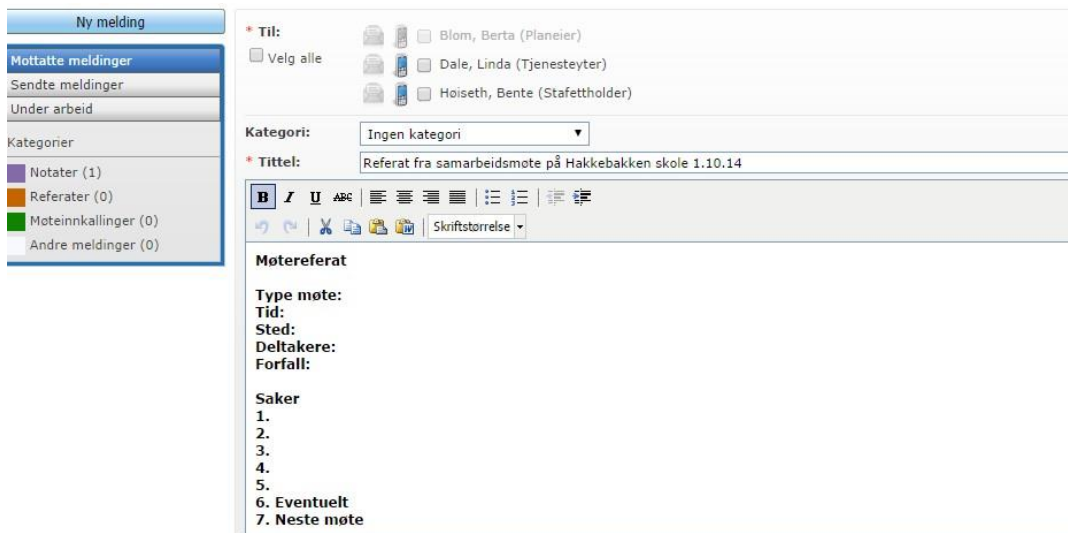 Ny melding
Mottatte meldinger
Sendte meldinger
Under arbeid
Kategorier
Notater (1)
Referater (0)
Møteinnkallinger (0)
Andre meldinger (0)
* Til:
Velg alle
Blom, Berta (Planeier)
Dale, Linda (Tjenesteyter)
Høiseth, Bente (Stafettholder)
Kategori: Ingen kategori
* Tittel: Referat fra samarbeidsmøte på Hakkebakken skole 1.10.14
B I U ABC
Skriftstørrelse
Møtereferat
Type møte:
Tid:
Sted:
Deltakere:
Forfall:
Saker
1.
2.
3.
4.
5.
6. Eventuelt
7. Neste møte